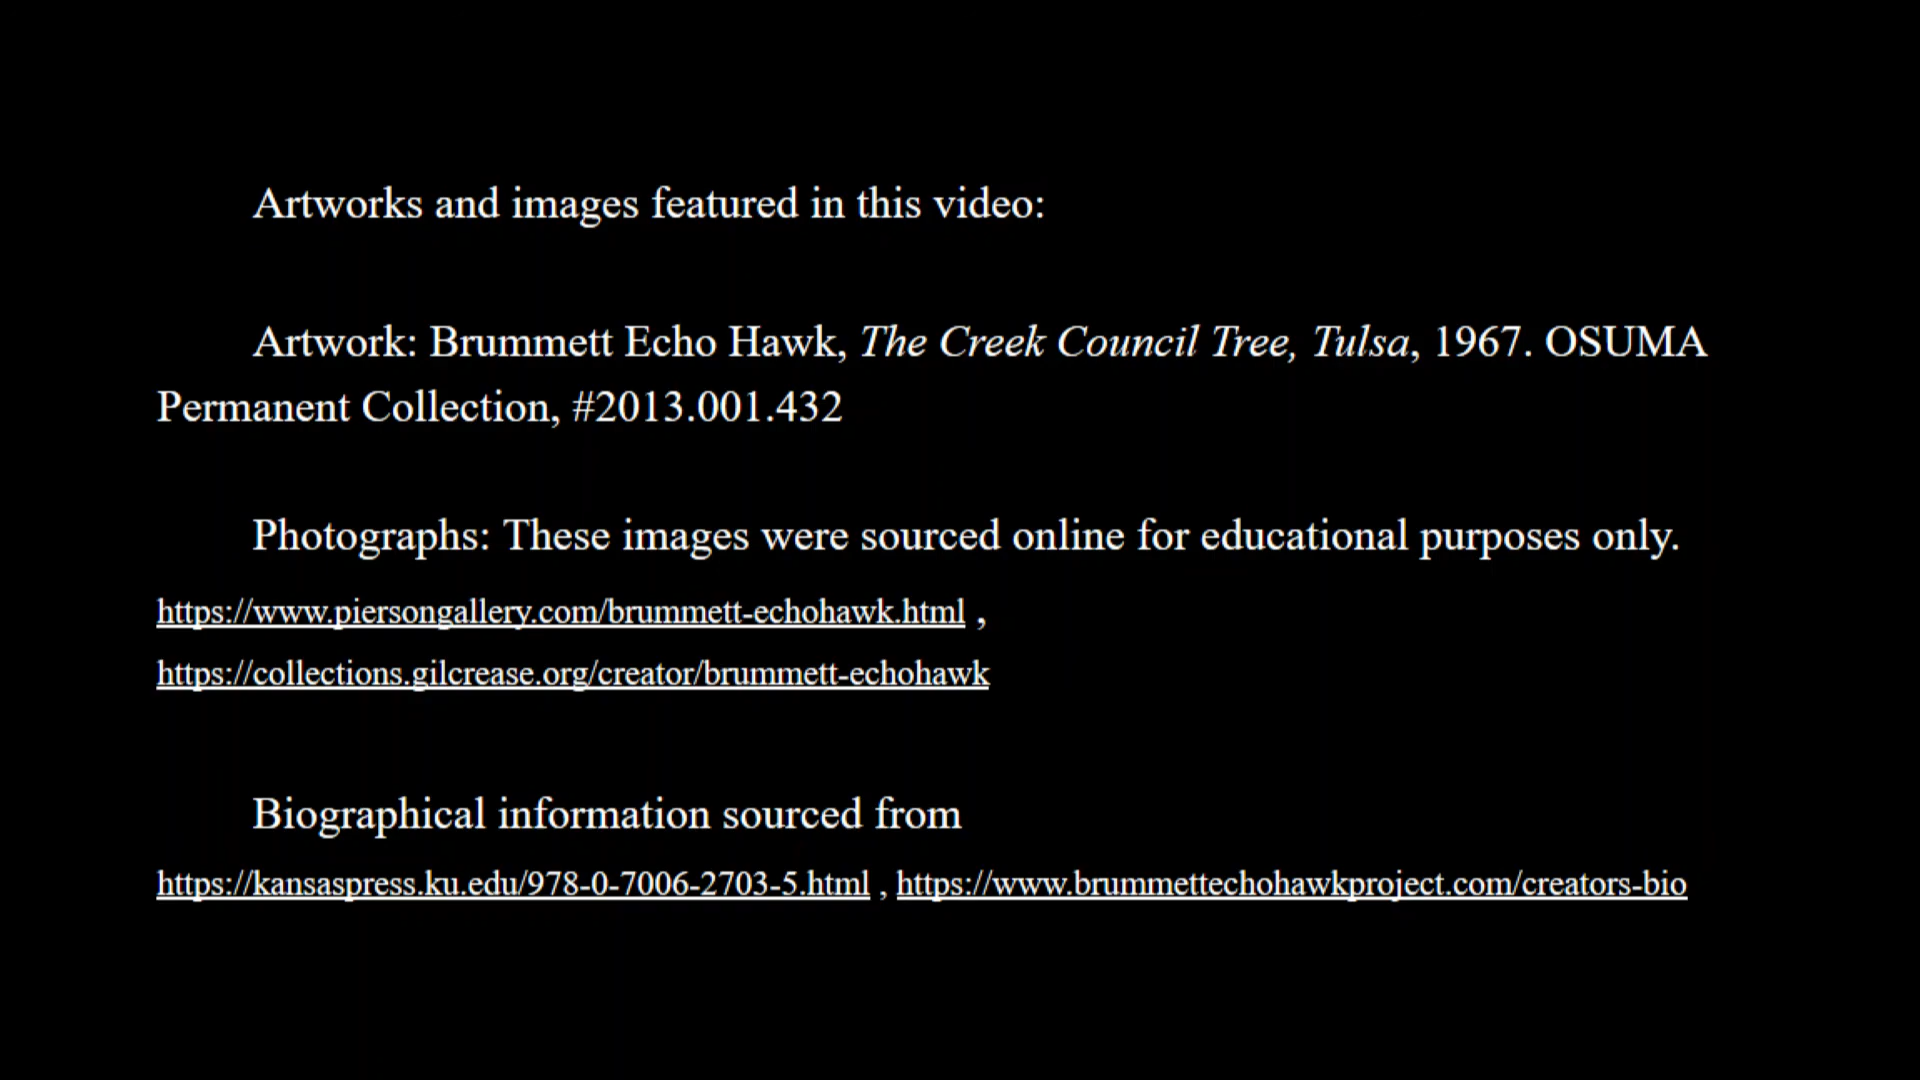 Artworks and images featured in this video:
Artwork: Brummett Echo Hawk, The Creek Council Tree, Tulsa, 1967. OSUMA
Permanent Collection, #2013.001.432
Photographs: These images were sourced online for educational purposes only.
https://www.piersongallery.com/brummett-echohawk.html ,
https://collections.gilcrease.org/creator/brummett-echohawk
Biographical information sourced from
https://kansaspress.ku.edu/978-0-7006-2703-5.html , https://www.brummettechohawkproject.com/creators-bio